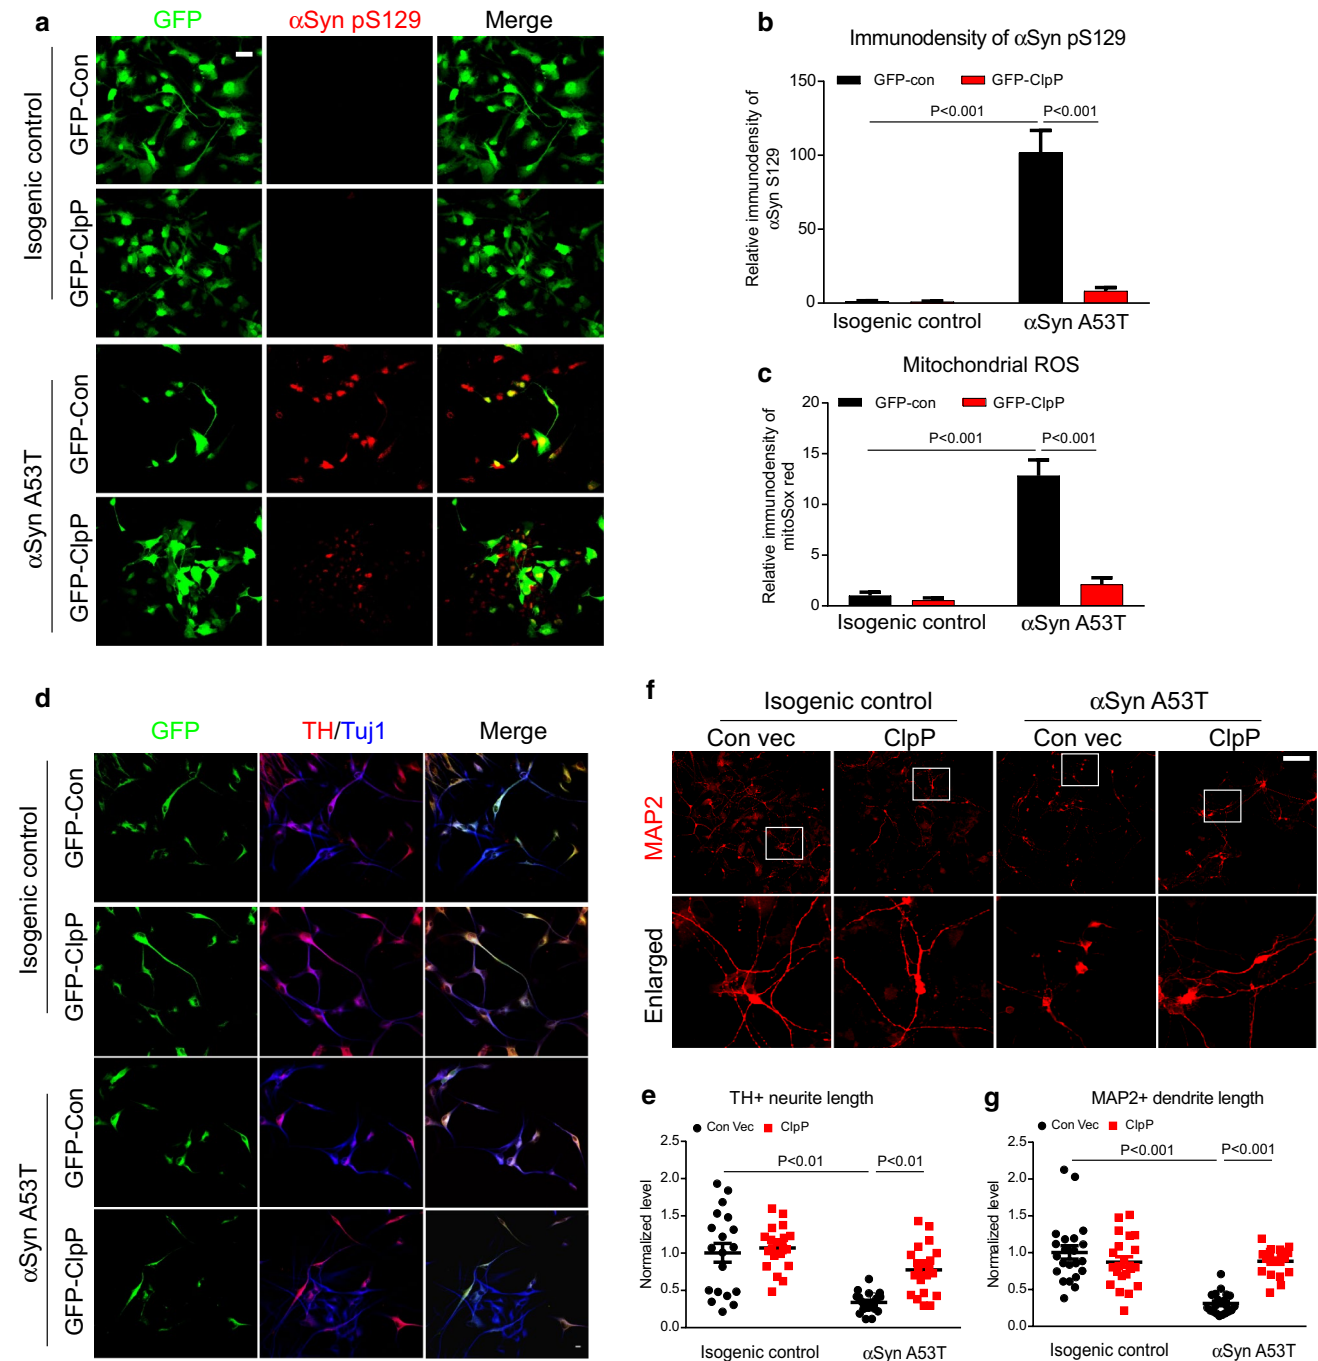 a
GFP
αSyn pS129
Merge
Isogenic control
GFP-Con
GFP-ClpP
αSyn A53T
GFP-Con
GFP-ClpP
b
Immunodensity of αSyn pS129
GFP-con
GFP-ClpP
Relative immunodensity of
αSyn S129
150
100
50
0
P<0.001
P<0.001
Isogenic control
αSyn A53T
c
Mitochondrial ROS
GFP-con
GFP-ClpP
Relative immunodensity of
mitoSox red
20
15
10
5
0
P<0.001
P<0.001
Isogenic control
αSyn A53T
d
GFP
TH/Tuj1
Merge
Isogenic control
GFP-Con
GFP-ClpP
αSyn A53T
GFP-Con
GFP-ClpP
f
Isogenic control
αSyn A53T
Con vec
ClpP
Con vec
ClpP
MAP2
Enlarged
e
TH+ neurite length
Con Vec
ClpP
Normalized level
2.5
2.0
1.5
1.0
0.5
0.0
P<0.01
P<0.01
Isogenic control
αSyn A53T
g
MAP2+ dendrite length
Con Vec
ClpP
Normalized level
2.5
2.0
1.5
1.0
0.5
0.0
P<0.001
P<0.001
Isogenic control
αSyn A53T